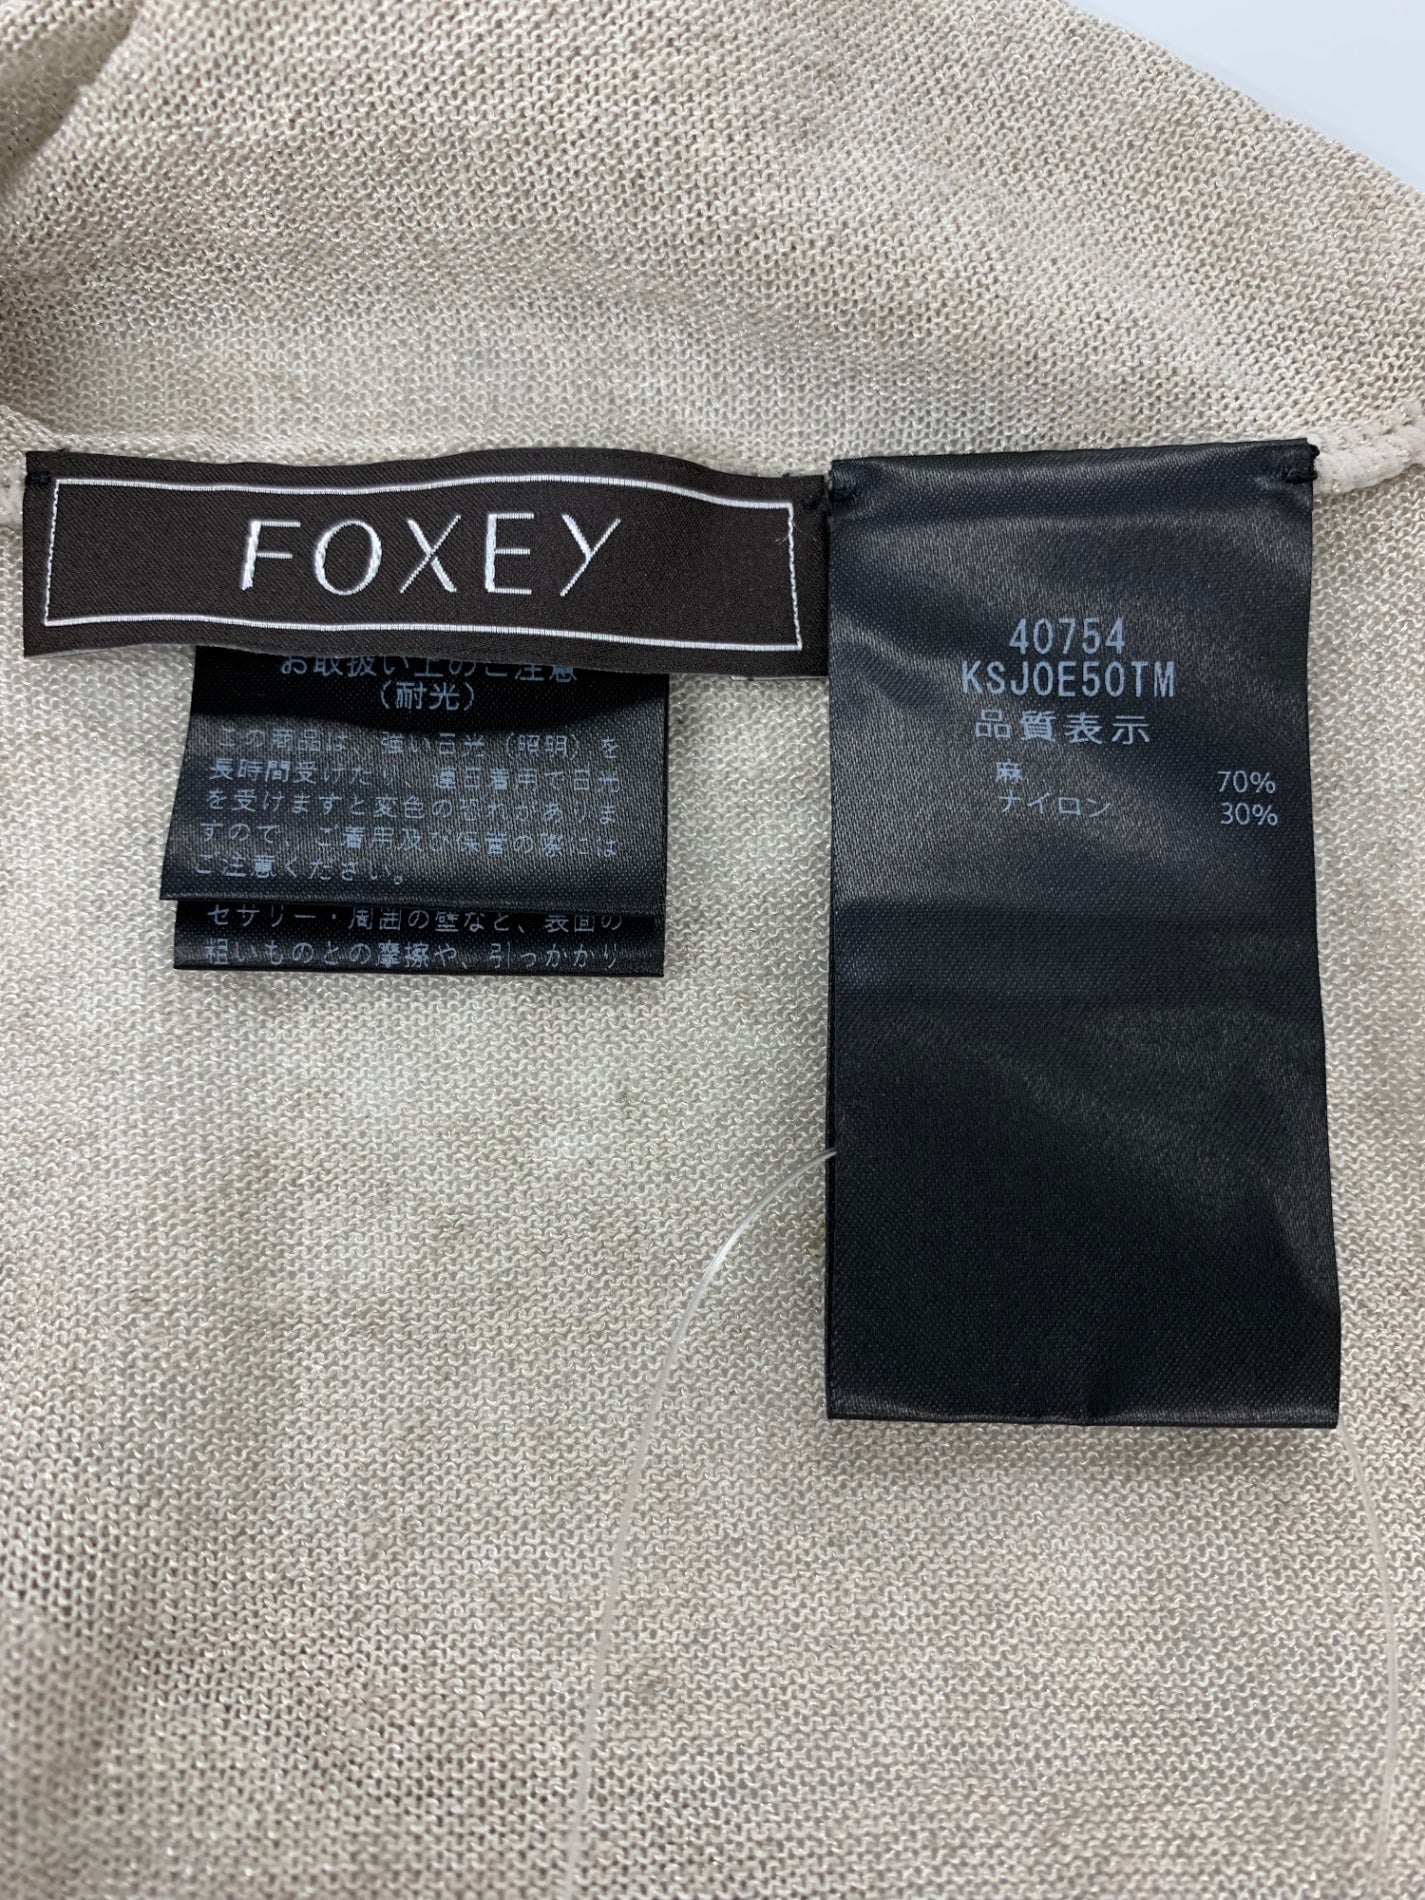 FOXEY
お取扱い上のご注意
（耐光）
この商品は、強い日光（照明）を
長時間受けたり、連日着用で日光
を受けますと変色の恐れがありま
すので、ご着用及び保管の際には
ご注意ください。
セサリー・周囲の壁など、表面の
粗いものとの摩擦や、引っかかり
40754
KSJ0E50TM
品質表示
麻 70%
ナイロン 30%